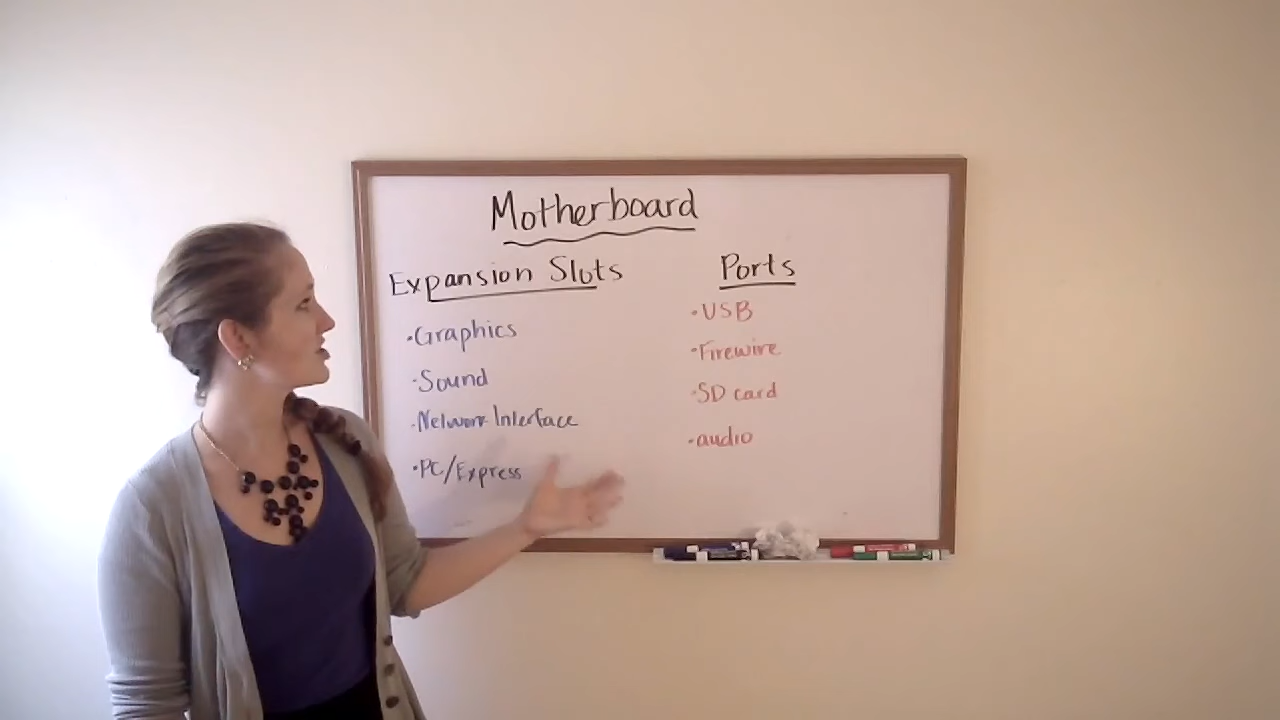 Motherboard
Expansion Slots
•Graphics
•Sound
•Network Interface
•PC/Express
Ports
•USB
•Firewire
•SD card
•audio